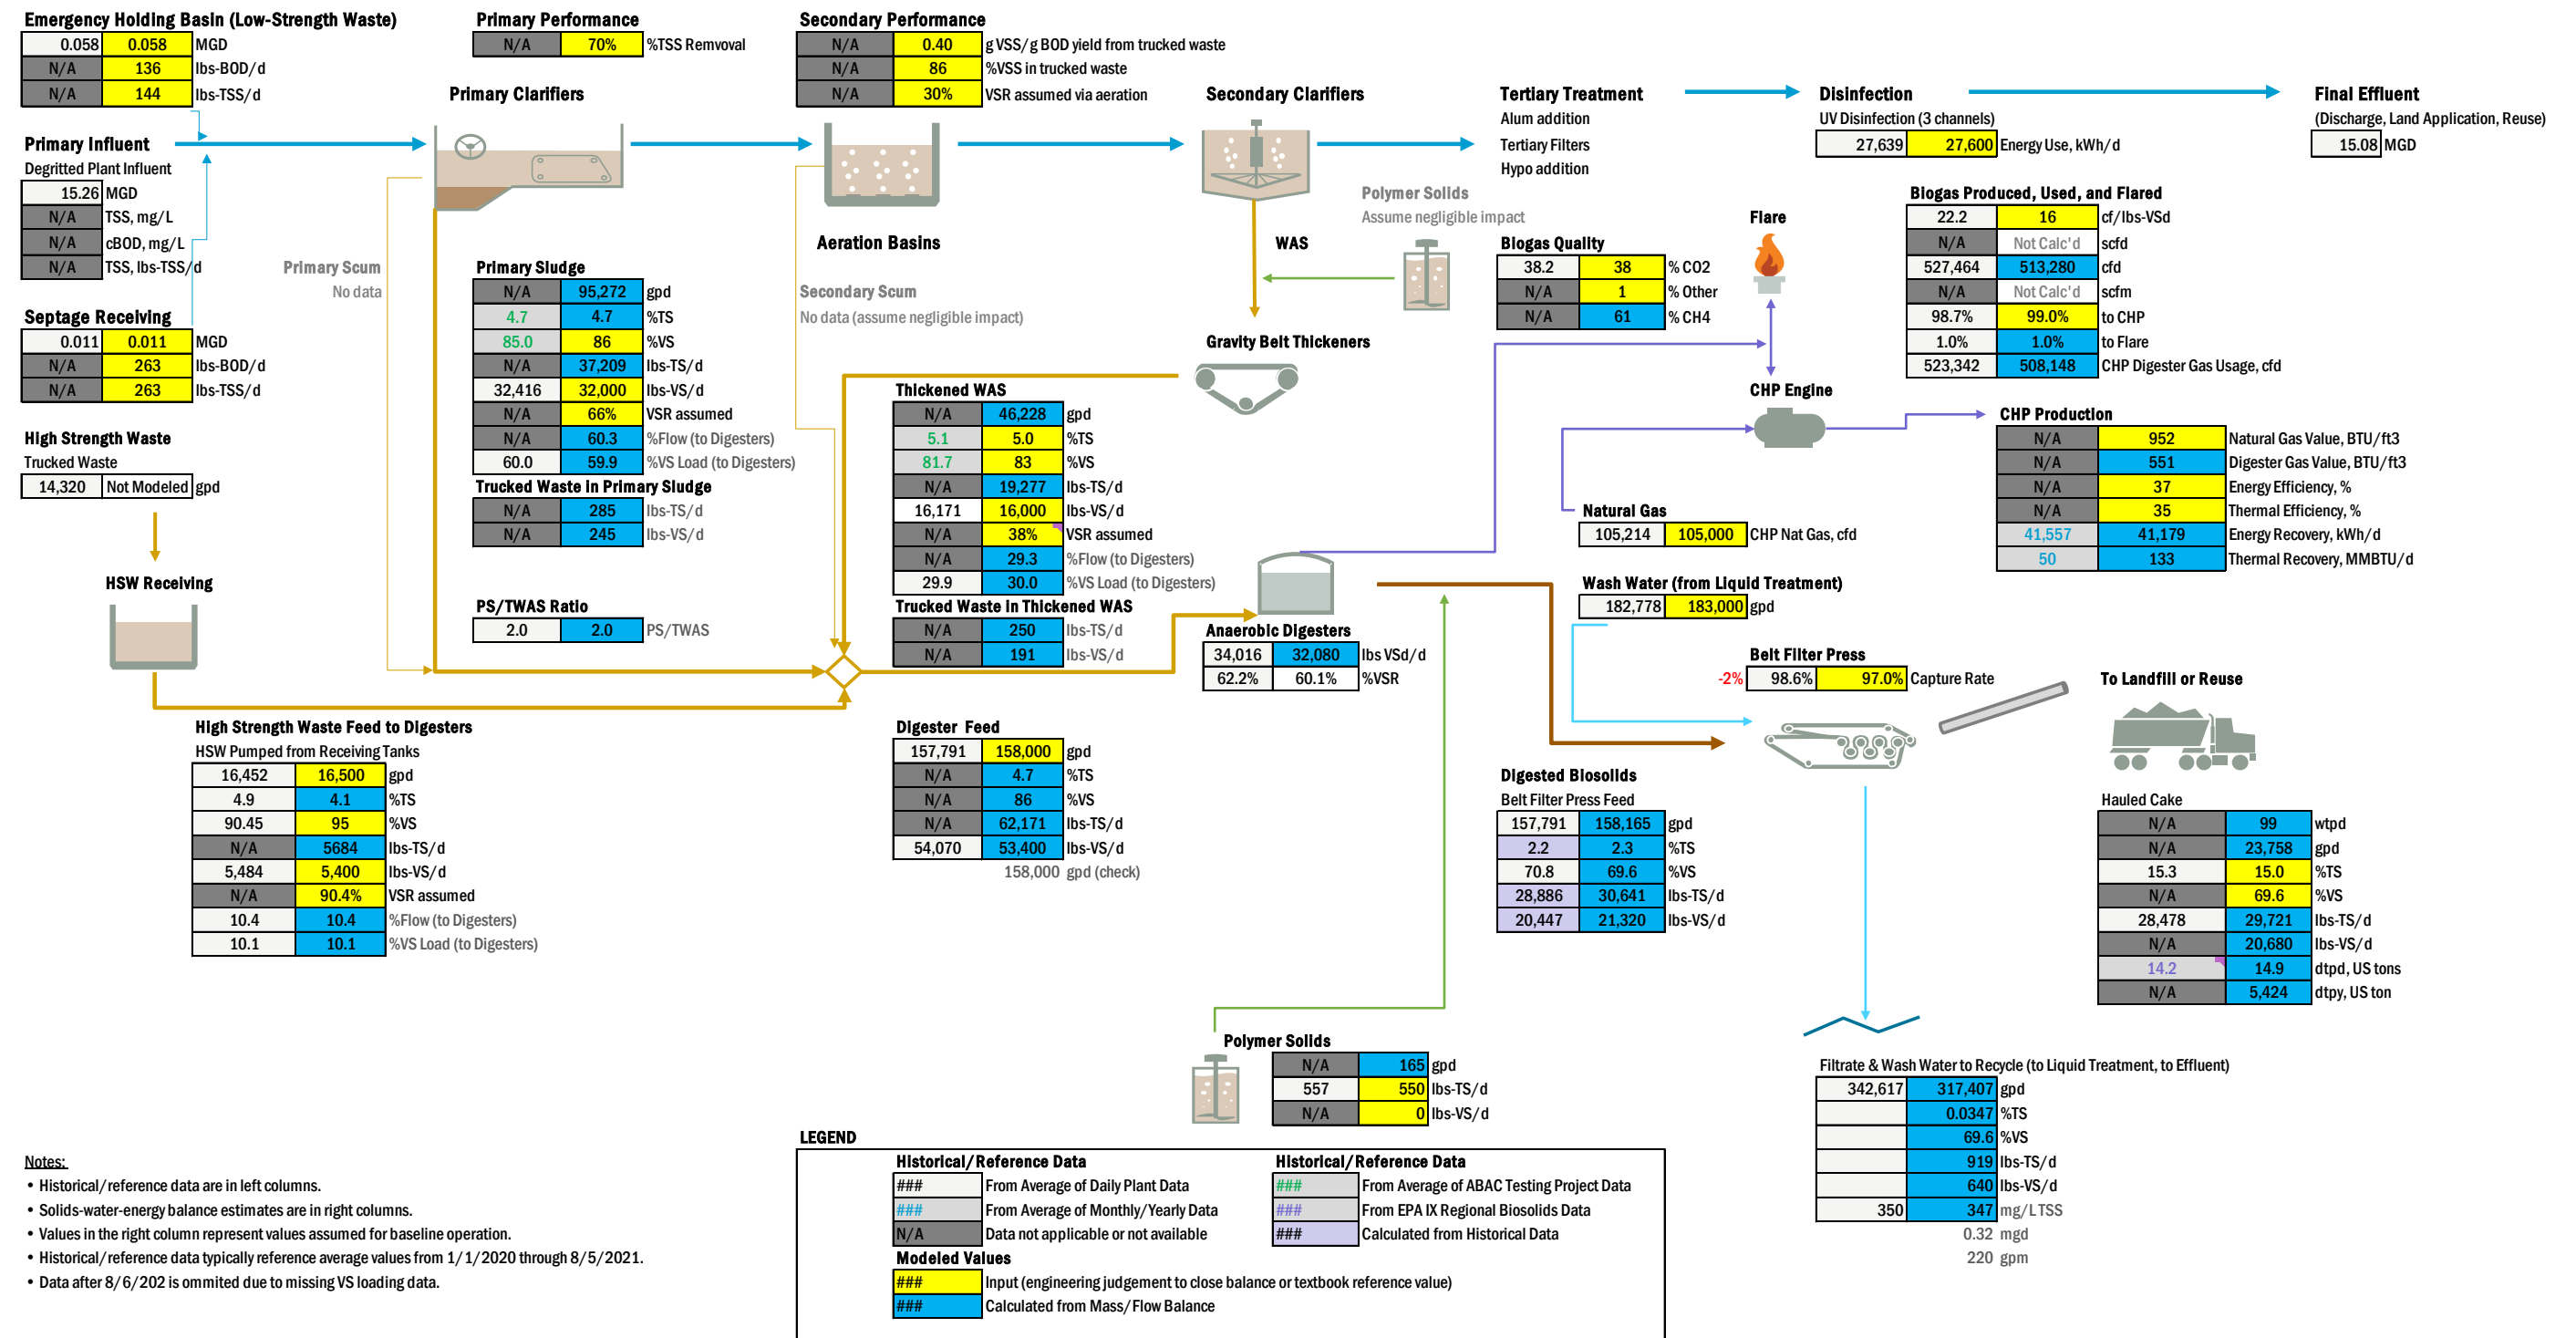 Emergency Holding Basin (Low-Strength Waste)
0.058 0.058 MGD
N/A 136 lbs-BOD/d
N/A 144 lbs-TSS/d
Primary Performance
N/A 70% %TSS Remvoval
Secondary Performance
N/A 0.40 g VSS/g BOD yield from trucked waste
N/A 86 %VSS in trucked waste
N/A 30% VSR assumed via aeration
Primary Clarifiers
Secondary Clarifiers
Tertiary Treatment
Alum addition
Tertiary Filters
Hypo addition
Disinfection
UV Disinfection (3 channels)
27,639 27,600 Energy Use, kWh/d
Final Effluent
(Discharge, Land Application, Reuse)
15.08 MGD
Primary Influent
Degritted Plant Influent
15.26 MGD
N/A TSS, mg/L
N/A cBOD, mg/L
N/A TSS, lbs-TSS/d
Septage Receiving
0.011 0.011 MGD
N/A 263 lbs-BOD/d
N/A 263 lbs-TSS/d
High Strength Waste
Trucked Waste
14,320 Not Modeled gpd
HSW Receiving
Primary Scum
No data
Primary Sludge
N/A 95,272 gpd
4.7 4.7 %TS
85.0 86 %VS
N/A 37,209 lbs-TS/d
32,416 32,000 lbs-VS/d
N/A 66% VSR assumed
N/A 60.3 %Flow (to Digesters)
60.0 59.9 %VS Load (to Digesters)
Trucked Waste in Primary Sludge
N/A 285 lbs-TS/d
N/A 245 lbs-VS/d
PS/TWAS Ratio
2.0 2.0 PS/TWAS
Aeration Basins
Secondary Scum
No data (assume negligible impact)
WAS
Polymer Solids
Assume negligible impact
Gravity Belt Thickeners
Thickened WAS
N/A 46,228 gpd
5.1 5.0 %TS
81.7 83 %VS
N/A 19,277 lbs-TS/d
16,171 16,000 lbs-VS/d
N/A 38% VSR assumed
N/A 29.3 %Flow (to Digesters)
29.9 30.0 %VS Load (to Digesters)
Trucked Waste in Thickened WAS
N/A 250 lbs-TS/d
N/A 191 lbs-VS/d
Biogas Quality
38.2 38 % CO2
N/A 1 % Other
N/A 61 % CH4
Flare
CHP Engine
Biogas Produced, Used, and Flared
22.2 16 cf/lbs-VSd
N/A Not Calc'd scfd
527,464 513,280 cfd
N/A Not Calc'd scfm
98.7% 99.0% to CHP
1.0% 1.0% to Flare
523,342 508,148 CHP Digester Gas Usage, cfd
CHP Production
N/A 952 Natural Gas Value, BTU/ft3
N/A 551 Digester Gas Value, BTU/ft3
N/A 37 Energy Efficiency, %
N/A 35 Thermal Efficiency, %
41,557 41,179 Energy Recovery, kWh/d
50 133 Thermal Recovery, MMBTU/d
Natural Gas
105,214 105,000 CHP Nat Gas, cfd
Wash Water (from Liquid Treatment)
182,778 183,000 gpd
Anaerobic Digesters
34,016 32,080 lbs VSd/d
62.2% 60.1% %VSR
Belt Filter Press
-2% 98.6% 97.0% Capture Rate
To Landfill or Reuse
High Strength Waste Feed to Digesters
HSW Pumped from Receiving Tanks
16,452 16,500 gpd
4.9 4.1 %TS
90.45 95 %VS
N/A 5684 lbs-TS/d
5,484 5,400 lbs-VS/d
N/A 90.4% VSR assumed
10.4 10.4 %Flow (to Digesters)
10.1 10.1 %VS Load (to Digesters)
Digester Feed
157,791 158,000 gpd
N/A 4.7 %TS
N/A 86 %VS
N/A 62,171 lbs-TS/d
54,070 53,400 lbs-VS/d
158,000 gpd (check)
Digested Biosolids
Belt Filter Press Feed
157,791 158,165 gpd
2.2 2.3 %TS
70.8 69.6 %VS
28,886 30,641 lbs-TS/d
20,447 21,320 lbs-VS/d
Hauled Cake
N/A 99 wtpd
N/A 23,758 gpd
15.3 15.0 %TS
N/A 69.6 %VS
28,478 29,721 lbs-TS/d
N/A 20,680 lbs-VS/d
14.2 14.9 dtpd, US tons
N/A 5,424 dtpy, US ton
Polymer Solids
N/A 165 gpd
557 550 lbs-TS/d
N/A 0 lbs-VS/d
Filtrate & Wash Water to Recycle (to Liquid Treatment, to Effluent)
342,617 317,407 gpd
0.0347 %TS
69.6 %VS
919 lbs-TS/d
640 lbs-VS/d
350 347 mg/L TSS
0.32 mgd
220 gpm
Notes:
• Historical/reference data are in left columns.
• Solids-water-energy balance estimates are in right columns.
• Values in the right column represent values assumed for baseline operation.
• Historical/reference data typically reference average values from 1/1/2020 through 8/5/2021.
• Data after 8/6/202 is ommited due to missing VS loading data.
LEGEND
Historical/Reference Data
### From Average of Daily Plant Data
### From Average of Monthly/Yearly Data
N/A Data not applicable or not available
Historical/Reference Data
### From Average of ABAC Testing Project Data
### From EPA IX Regional Biosolids Data
### Calculated from Historical Data
Modeled Values
### Input (engineering judgement to close balance or textbook reference value)
### Calculated from Mass/Flow Balance